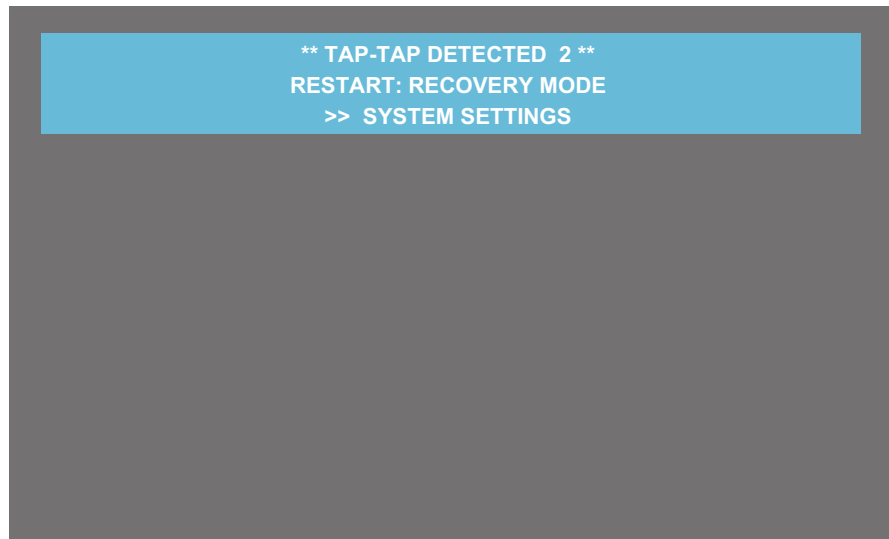 ** TAP-TAP DETECTED  2 **
RESTART: RECOVERY MODE
>>  SYSTEM SETTINGS